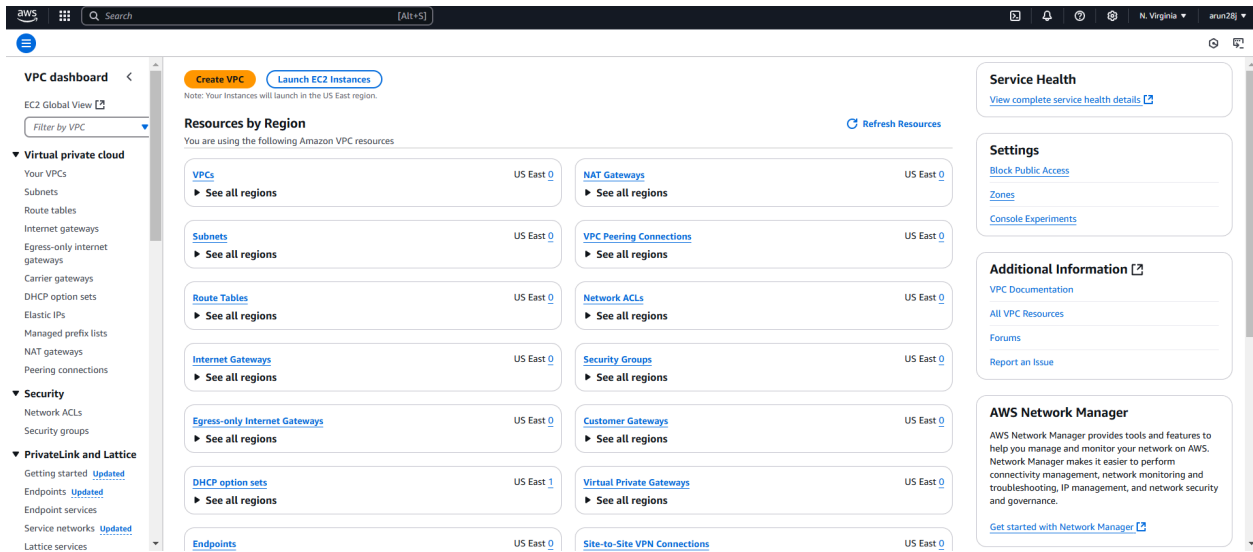 aws
Search
[Alt+S]
N. Virginia
arun28j
VPC dashboard
EC2 Global View
Filter by VPC
Virtual private cloud
Your VPCs
Subnets
Route tables
Internet gateways
Egress-only internet
gateways
Carrier gateways
DHCP option sets
Elastic IPs
Managed prefix lists
NAT gateways
Peering connections
Security
Network ACLs
Security groups
PrivateLink and Lattice
Getting started Updated
Endpoints Updated
Endpoint services
Service networks Updated
Lattice services
Create VPC
Launch EC2 Instances
Note: Your Instances will launch in the US East region.
Resources by Region
Refresh Resources
You are using the following Amazon VPC resources
VPCs US East 0
See all regions
NAT Gateways US East 0
See all regions
Subnets US East 0
See all regions
VPC Peering Connections US East 0
See all regions
Route Tables US East 0
See all regions
Network ACLs US East 0
See all regions
Internet Gateways US East 0
See all regions
Security Groups US East 0
See all regions
Egress-only Internet Gateways US East 0
See all regions
Customer Gateways US East 0
See all regions
DHCP option sets US East 1
See all regions
Virtual Private Gateways US East 0
See all regions
Endpoints US East 0
Site-to-Site VPN Connections US East 0
Service Health
View complete service health details
Settings
Block Public Access
Zones
Console Experiments
Additional Information
VPC Documentation
All VPC Resources
Forums
Report an Issue
AWS Network Manager
AWS Network Manager provides tools and features to
help you manage and monitor your network on AWS.
Network Manager makes it easier to perform
connectivity management, network monitoring and
troubleshooting, IP management, and network security
and governance.
Get started with Network Manager